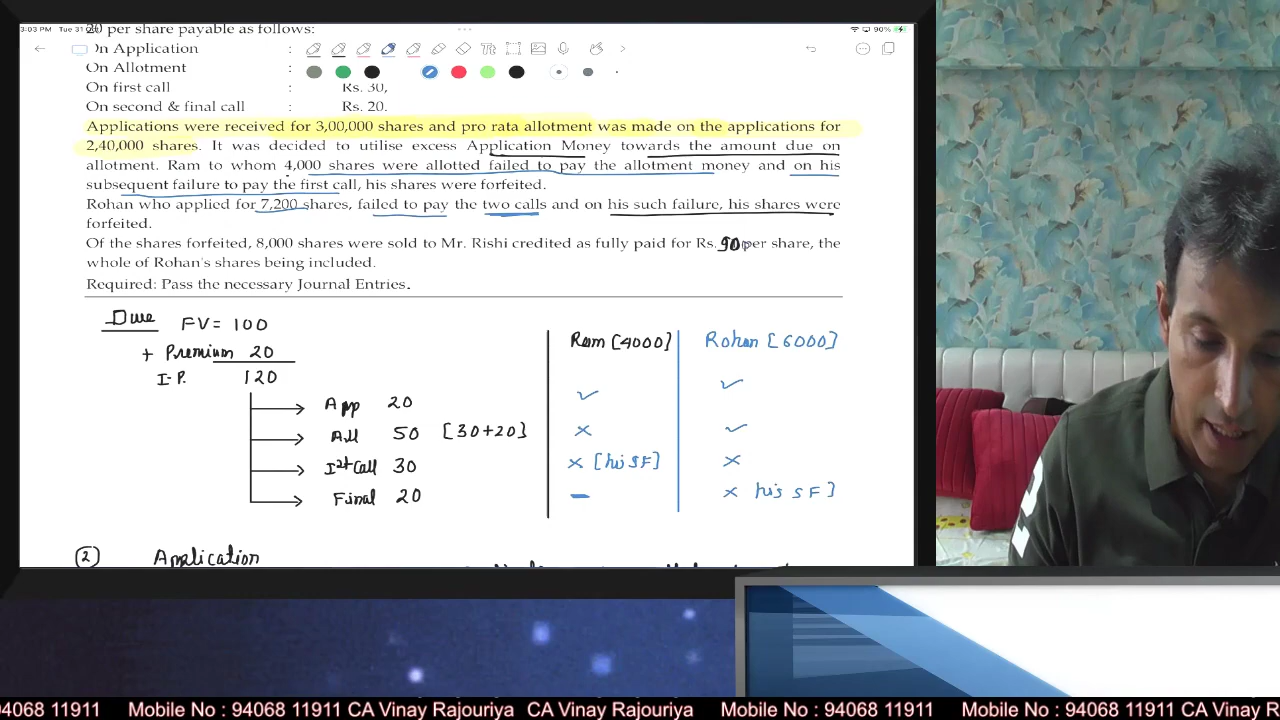 3:03 PM Tue 31 O
90%
20 per share payable as follows:
On Application :
On Allotment :
On first call : Rs. 30,
On second & final call : Rs. 20.
Applications were received for 3,00,000 shares and pro rata allotment was made on the applications for
2,40,000 shares. It was decided to utilise excess Application Money towards the amount due on
allotment. Ram to whom 4,000 shares were allotted failed to pay the allotment money and on his
subsequent failure to pay the first call, his shares were forfeited.
Rohan who applied for 7,200 shares, failed to pay the two calls and on his such failure, his shares were
forfeited.
Of the shares forfeited, 8,000 shares were sold to Mr. Rishi credited as fully paid for Rs. 90 per share, the
whole of Rohan's shares being included.
Required: Pass the necessary Journal Entries.
Due FV = 100
+ Premium 20
I.P. 120
App 20
All 50 [30+20]
Ist Call 30
Final 20
Ram [4000] Rohan [6000]
✓ ✓
× ✓
× [his SF] ×
– × his SF]
(2) Application
94068 11911 Mobile No : 94068 11911 CA Vinay Rajouriya CA Vinay Rajouriya Mobile No : 94068 11911 Mobile No : 94068 11911 C